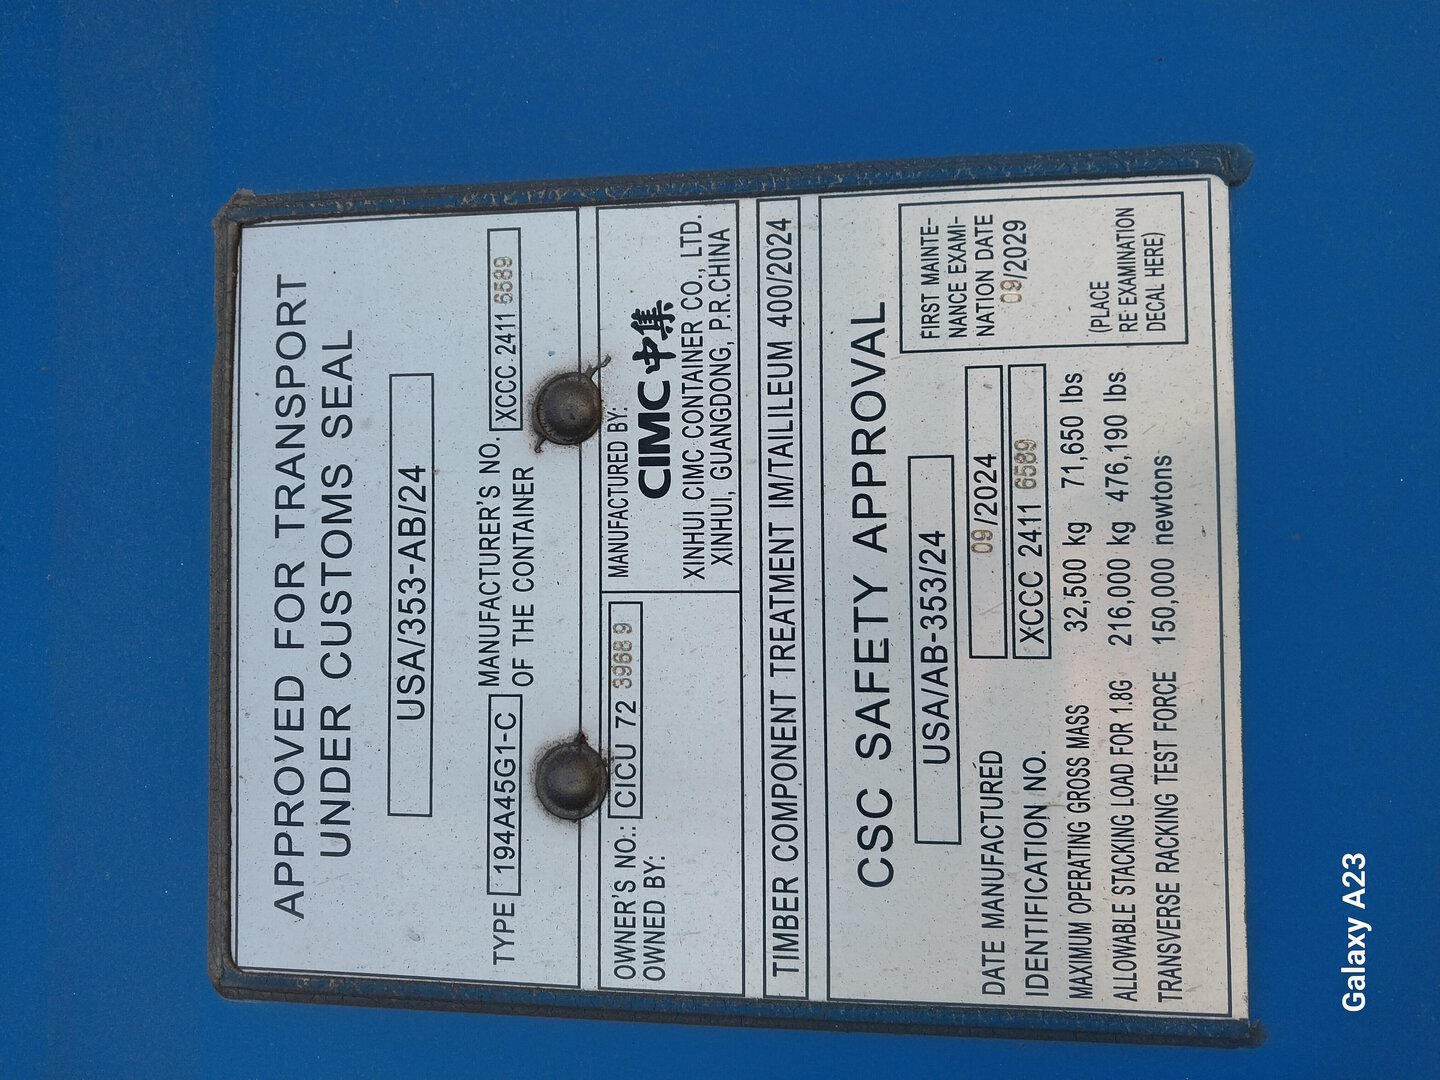 APPROVED FOR TRANSPORT
UNDER CUSTOMS SEAL
USA/353-AB/24
TYPE 194A45G1-C MANUFACTURER'S NO. OF THE CONTAINER XCCC 2411 6589
OWNER'S NO.: CICU 72 3968 9
OWNED BY:
MANUFACTURED BY:
CIMC 中集
XINHUI CIMC CONTAINER CO., LTD.
XINHUI, GUANGDONG, P.R.CHINA
TIMBER COMPONENT TREATMENT IM/TAILILEUM 400/2024
CSC SAFETY APPROVAL
USA/AB-353/24
DATE MANUFACTURED 09/2024
IDENTIFICATION NO. XCCC 2411 6589
MAXIMUM OPERATING GROSS MASS 32,500 kg 71,650 lbs
ALLOWABLE STACKING LOAD FOR 1.8G 216,000 kg 476,190 lbs
TRANSVERSE RACKING TEST FORCE 150,000 newtons
FIRST MAINTE-
NANCE EXAMI-
NATION DATE
09/2029
(PLACE
RE-EXAMINATION
DECAL HERE)
Galaxy A23